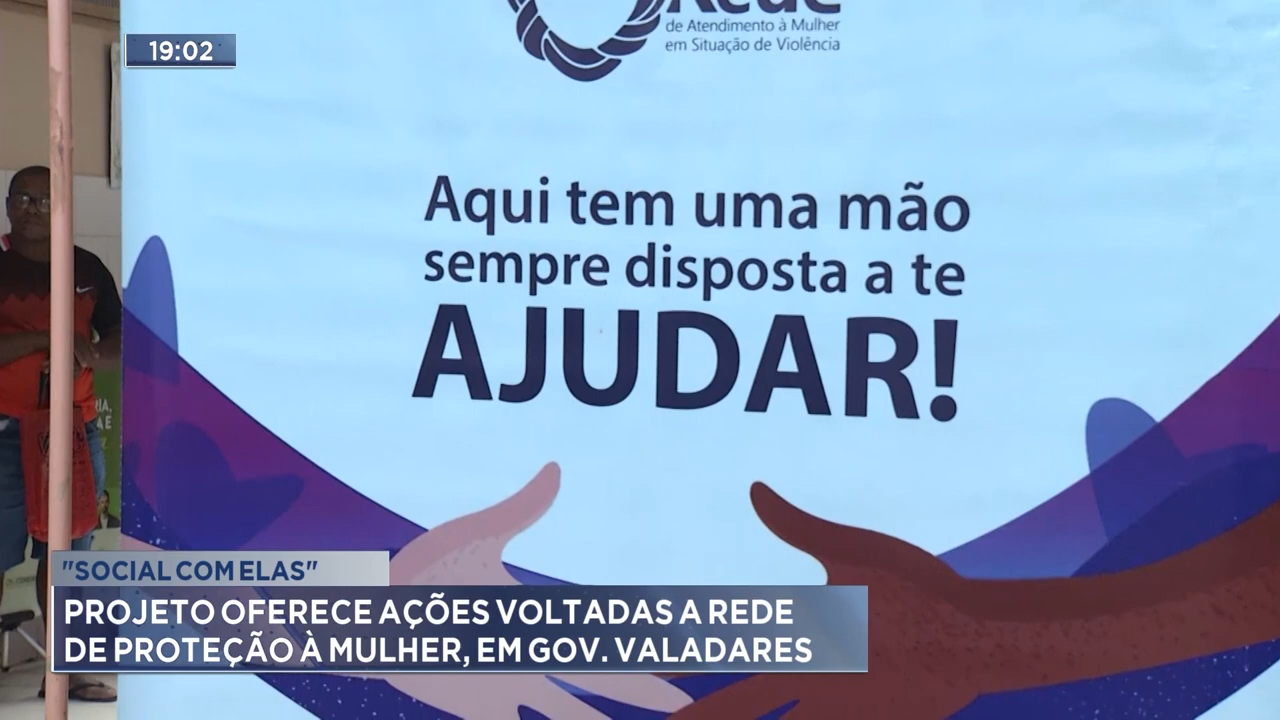 19:02
Rede
de Atendimento à Mulher
em Situação de Violência
Aqui tem uma mão
sempre disposta a te
AJUDAR!
"SOCIAL COM ELAS"
PROJETO OFERECE AÇÕES VOLTADAS A REDE
DE PROTEÇÃO À MULHER, EM GOV. VALADARES